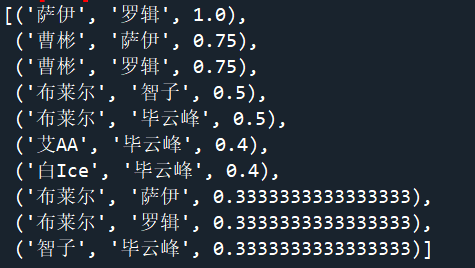 [('萨伊', '罗辑', 1.0),
('曹彬', '萨伊', 0.75),
('曹彬', '罗辑', 0.75),
('布莱尔', '智子', 0.5),
('布莱尔', '毕云峰', 0.5),
('艾AA', '毕云峰', 0.4),
('白Ice', '毕云峰', 0.4),
('布莱尔', '萨伊', 0.3333333333333333),
('布莱尔', '罗辑', 0.3333333333333333),
('智子', '毕云峰', 0.3333333333333333)]